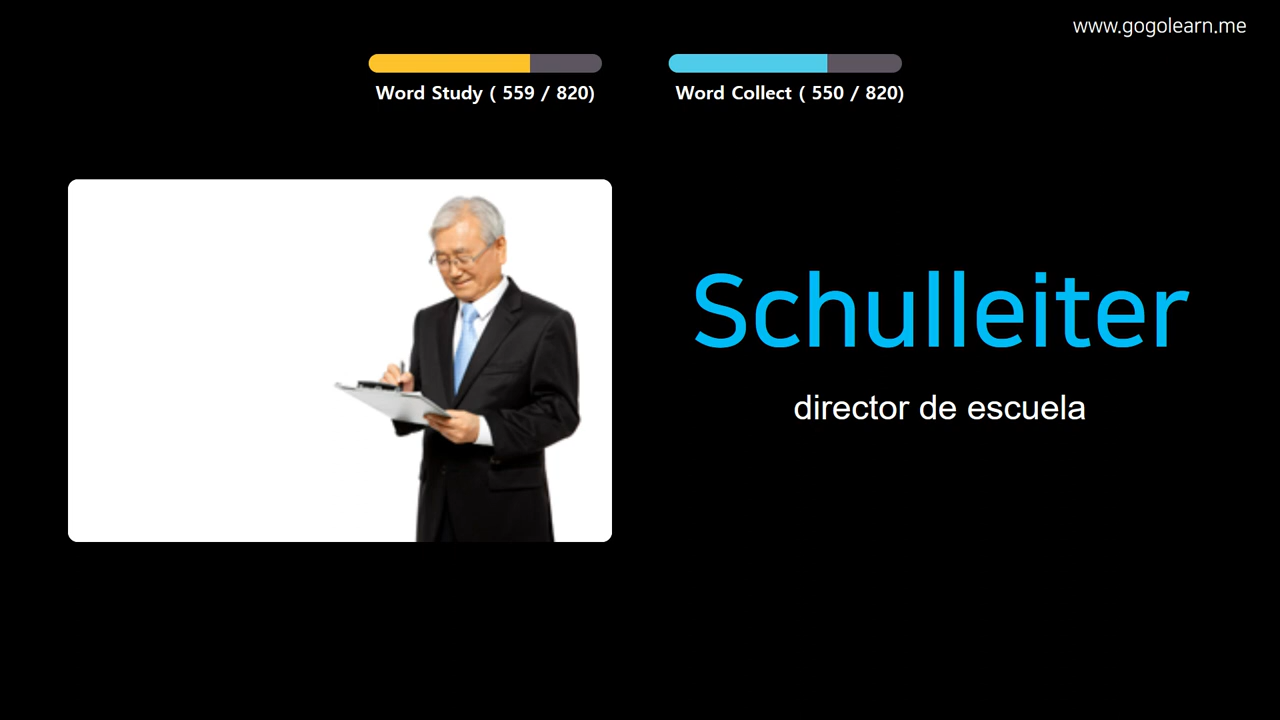 www.gogolearn.me
Word Study ( 559 / 820)
Word Collect ( 550 / 820)
Schulleiter
director de escuela